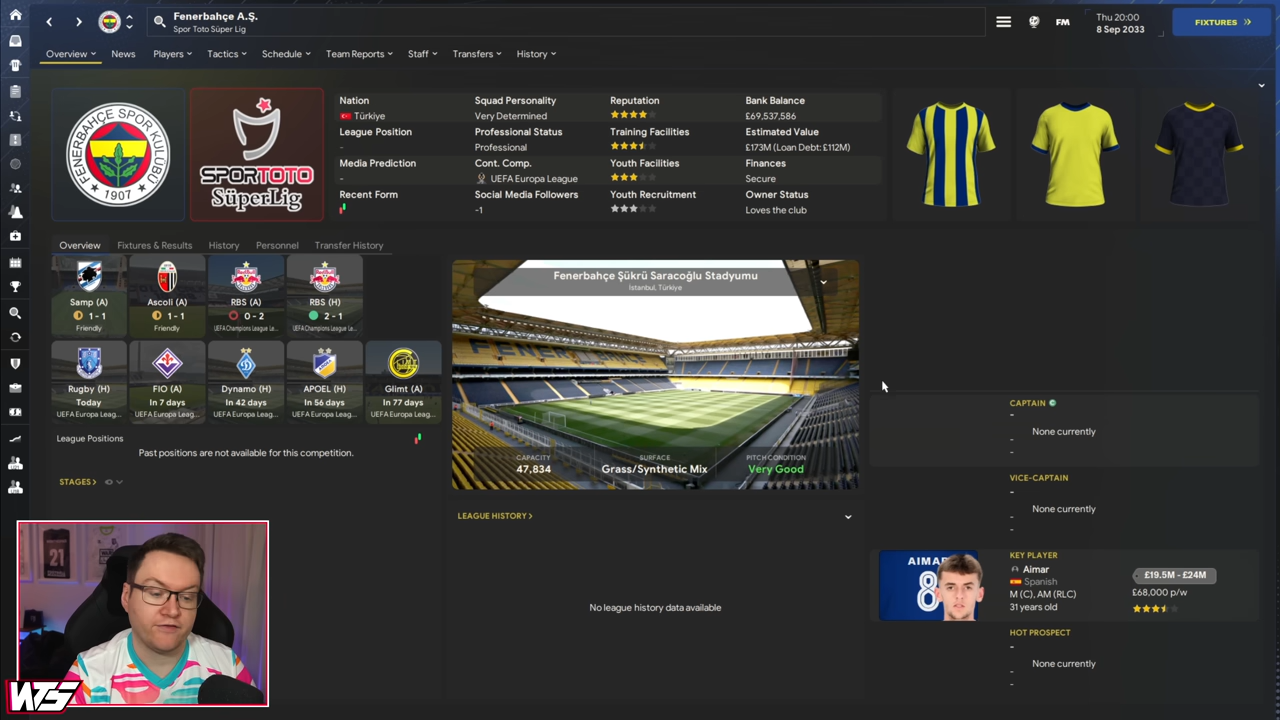 Fenerbahçe A.Ş.
Spor Toto Süper Lig
FM
Thu 20:00
8 Sep 2033
FIXTURES
Overview
News
Players
Tactics
Schedule
Team Reports
Staff
Transfers
History
FENERBAHÇE SPOR KULÜBÜ
1907
SPORTOTO
SüperLig
Nation
Türkiye
League Position
-
Media Prediction
-
Recent Form
Squad Personality
Very Determined
Professional Status
Professional
Cont. Comp.
UEFA Europa League
Social Media Followers
-1
Reputation
Training Facilities
Youth Facilities
Youth Recruitment
Bank Balance
£69,537,586
Estimated Value
£173M (Loan Debt: £112M)
Finances
Secure
Owner Status
Loves the club
Overview
Fixtures & Results
History
Personnel
Transfer History
Samp (A)
1 - 1
Friendly
Ascoli (A)
1 - 1
Friendly
RBS (A)
0 - 2
UEFA Champions League Le...
RBS (H)
2 - 1
UEFA Champions League Le...
Rugby (H)
Today
UEFA Europa Leag...
FIO (A)
In 7 days
UEFA Europa Leag...
Dynamo (H)
In 42 days
UEFA Europa Leag...
APOEL (H)
In 56 days
UEFA Europa Leag...
Glimt (A)
In 77 days
UEFA Europa Leag...
League Positions
Past positions are not available for this competition.
STAGES
Fenerbahçe Şükrü Saracoğlu Stadyumu
İstanbul, Türkiye
CAPACITY
47,834
SURFACE
Grass/Synthetic Mix
PITCH CONDITION
Very Good
LEAGUE HISTORY
No league history data available
CAPTAIN
-
None currently
-
-
VICE-CAPTAIN
-
None currently
-
-
KEY PLAYER
AIMAR
8
Aimar
Spanish
M (C), AM (RLC)
31 years old
£19.5M - £24M
£68,000 p/w
HOT PROSPECT
-
None currently
-
-
21
WTS